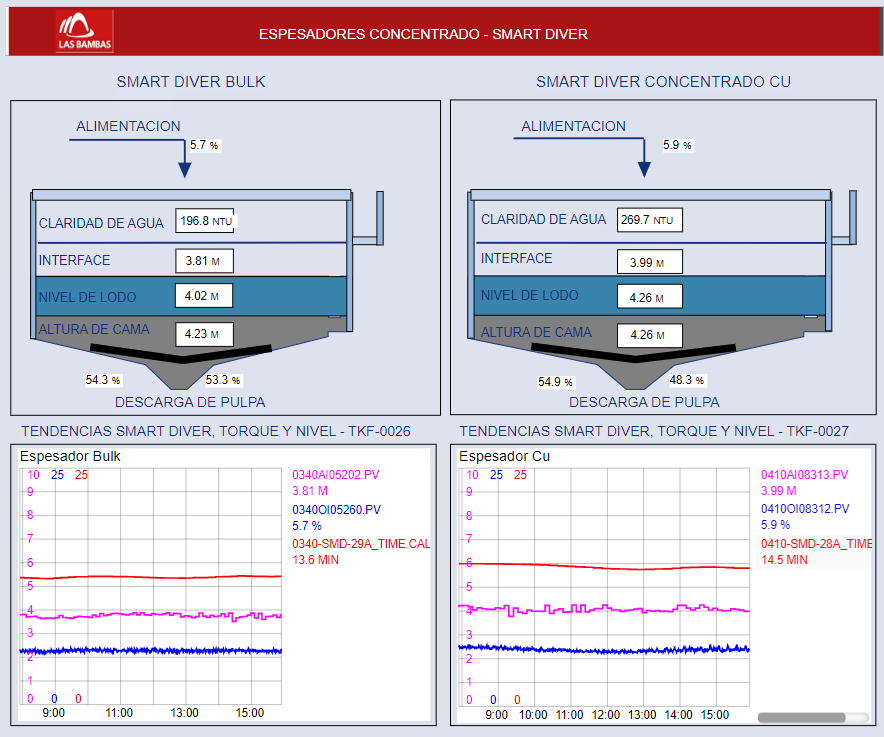 LAS BAMBAS
ESPESADORES CONCENTRADO - SMART DIVER
SMART DIVER BULK
ALIMENTACION
5.7 %
CLARIDAD DE AGUA 196.8 NTU
INTERFACE 3.81 M
NIVEL DE LODO 4.02 M
ALTURA DE CAMA 4.23 M
54.3 % 53.3 %
DESCARGA DE PULPA
SMART DIVER CONCENTRADO CU
ALIMENTACION
5.9 %
CLARIDAD DE AGUA 269.7 NTU
INTERFACE 3.99 M
NIVEL DE LODO 4.26 M
ALTURA DE CAMA 4.26 M
54.9 % 48.3 %
DESCARGA DE PULPA
TENDENCIAS SMART DIVER, TORQUE Y NIVEL - TKF-0026
Espesador Bulk
10 25 25
9
8
7
6
5
4
3
2
1
0 0 0
9:00 11:00 13:00 15:00
0340AI05202.PV
3.81 M
0340OI05260.PV
5.7 %
0340-SMD-29A_TIME.CAL
13.6 MIN
TENDENCIAS SMART DIVER, TORQUE Y NIVEL - TKF-0027
Espesador Cu
10 25 25
9
8
7
6
5
4
3
2
1
0 0 0
9:00 10:00 11:00 12:00 13:00 14:00 15:00
0410AI08313.PV
3.99 M
0410OI08312.PV
5.9 %
0410-SMD-28A_TIME
14.5 MIN